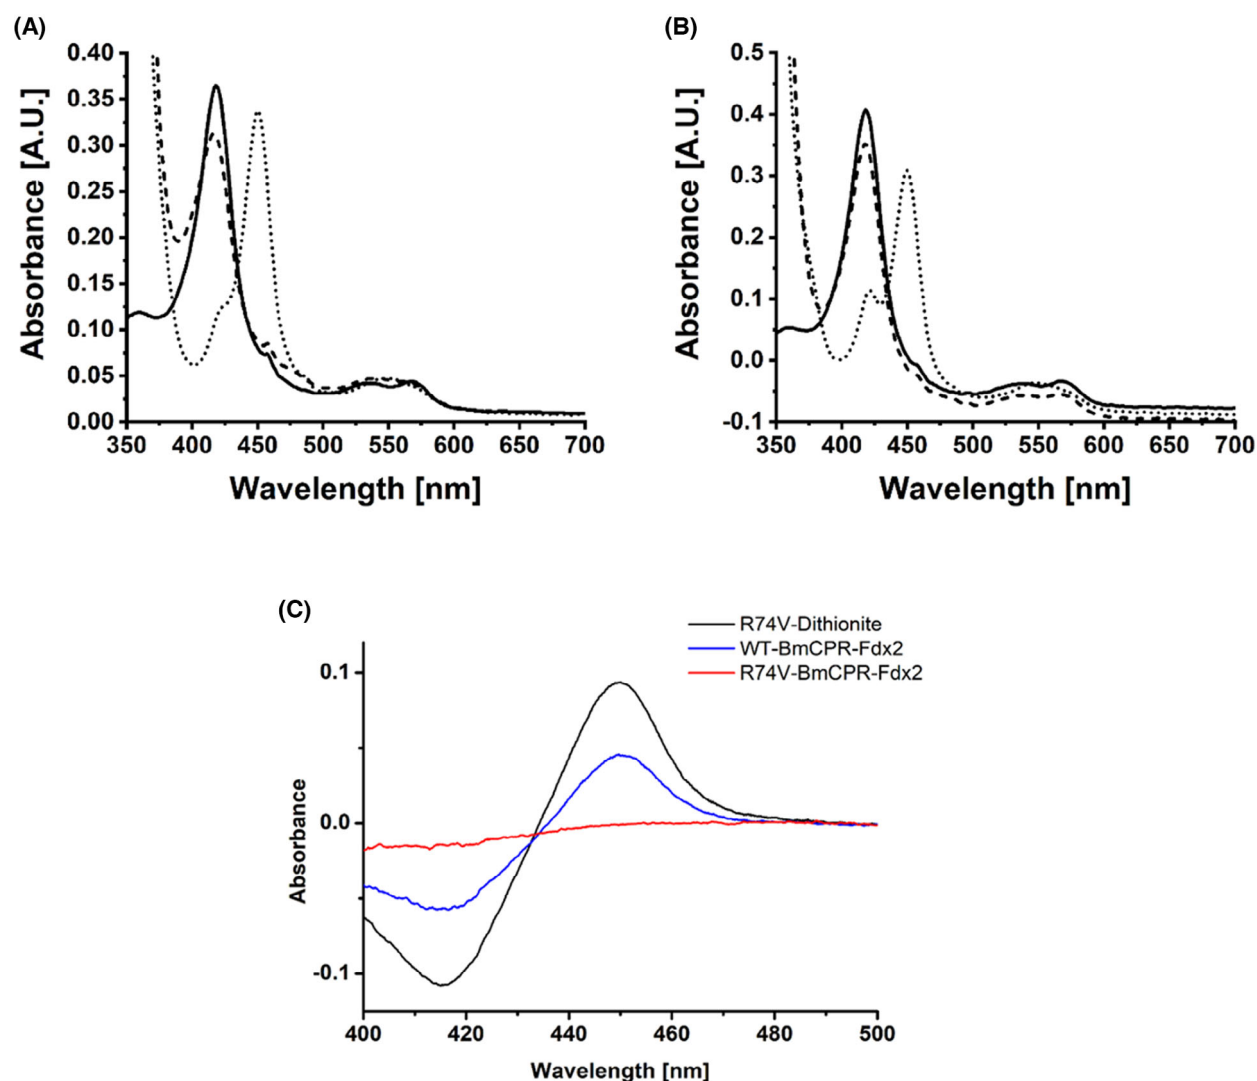 (A)
0.40
0.35
0.30
0.25
0.20
0.15
0.10
0.05
0.00
Absorbance [A.U.]
350 400 450 500 550 600 650 700
Wavelength [nm]
(B)
0.5
0.4
0.3
0.2
0.1
0.0
-0.1
Absorbance [A.U.]
350 400 450 500 550 600 650 700
Wavelength [nm]
(C)
R74V-Dithionite
WT-BmCPR-Fdx2
R74V-BmCPR-Fdx2
0.1
0.0
-0.1
Absorbance
400 420 440 460 480 500
Wavelength [nm]